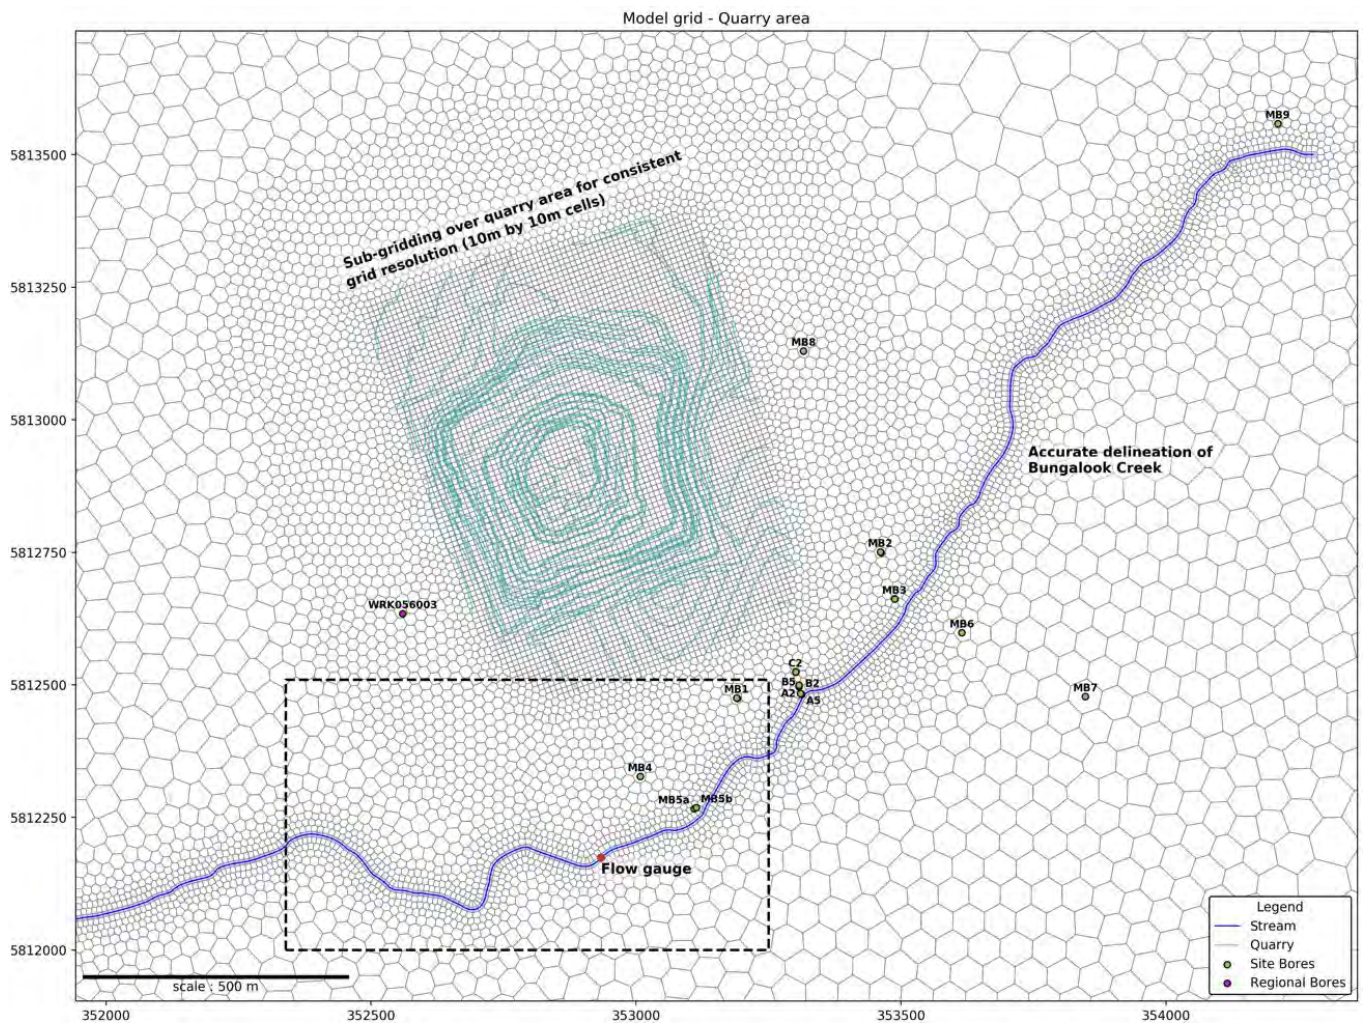 Model grid - Quarry area
MB9
5813500
Sub-gridding over quarry area for consistent
grid resolution (10m by 10m cells)
5813250
MB8
5813000
Accurate delineation of
Bungalook Creek
5812750
MB2
MB3
WRK056003
MB6
C2
5812500
B5 B2
MB1
A2 A5
MB7
MB4
MB5a MB5b
5812250
Flow gauge
5812000
scale : 500 m
Legend
Stream
Quarry
Site Bores
Regional Bores
352000 352500 353000 353500 354000